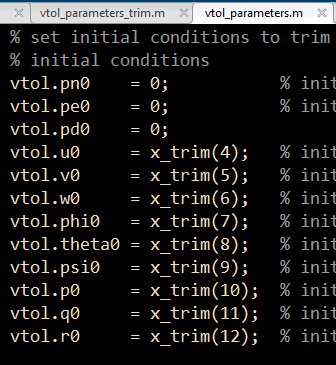 vtol_parameters_trim.m vtol_parameters.m
% set initial conditions to trim
% initial conditions
vtol.pn0 = 0; % init
vtol.pe0 = 0; % init
vtol.pd0 = 0;
vtol.u0 = x_trim(4); % init
vtol.v0 = x_trim(5); % init
vtol.w0 = x_trim(6); % init
vtol.phi0 = x_trim(7); % init
vtol.theta0 = x_trim(8); % init
vtol.psi0 = x_trim(9); % init
vtol.p0 = x_trim(10); % init
vtol.q0 = x_trim(11); % init
vtol.r0 = x_trim(12); % init